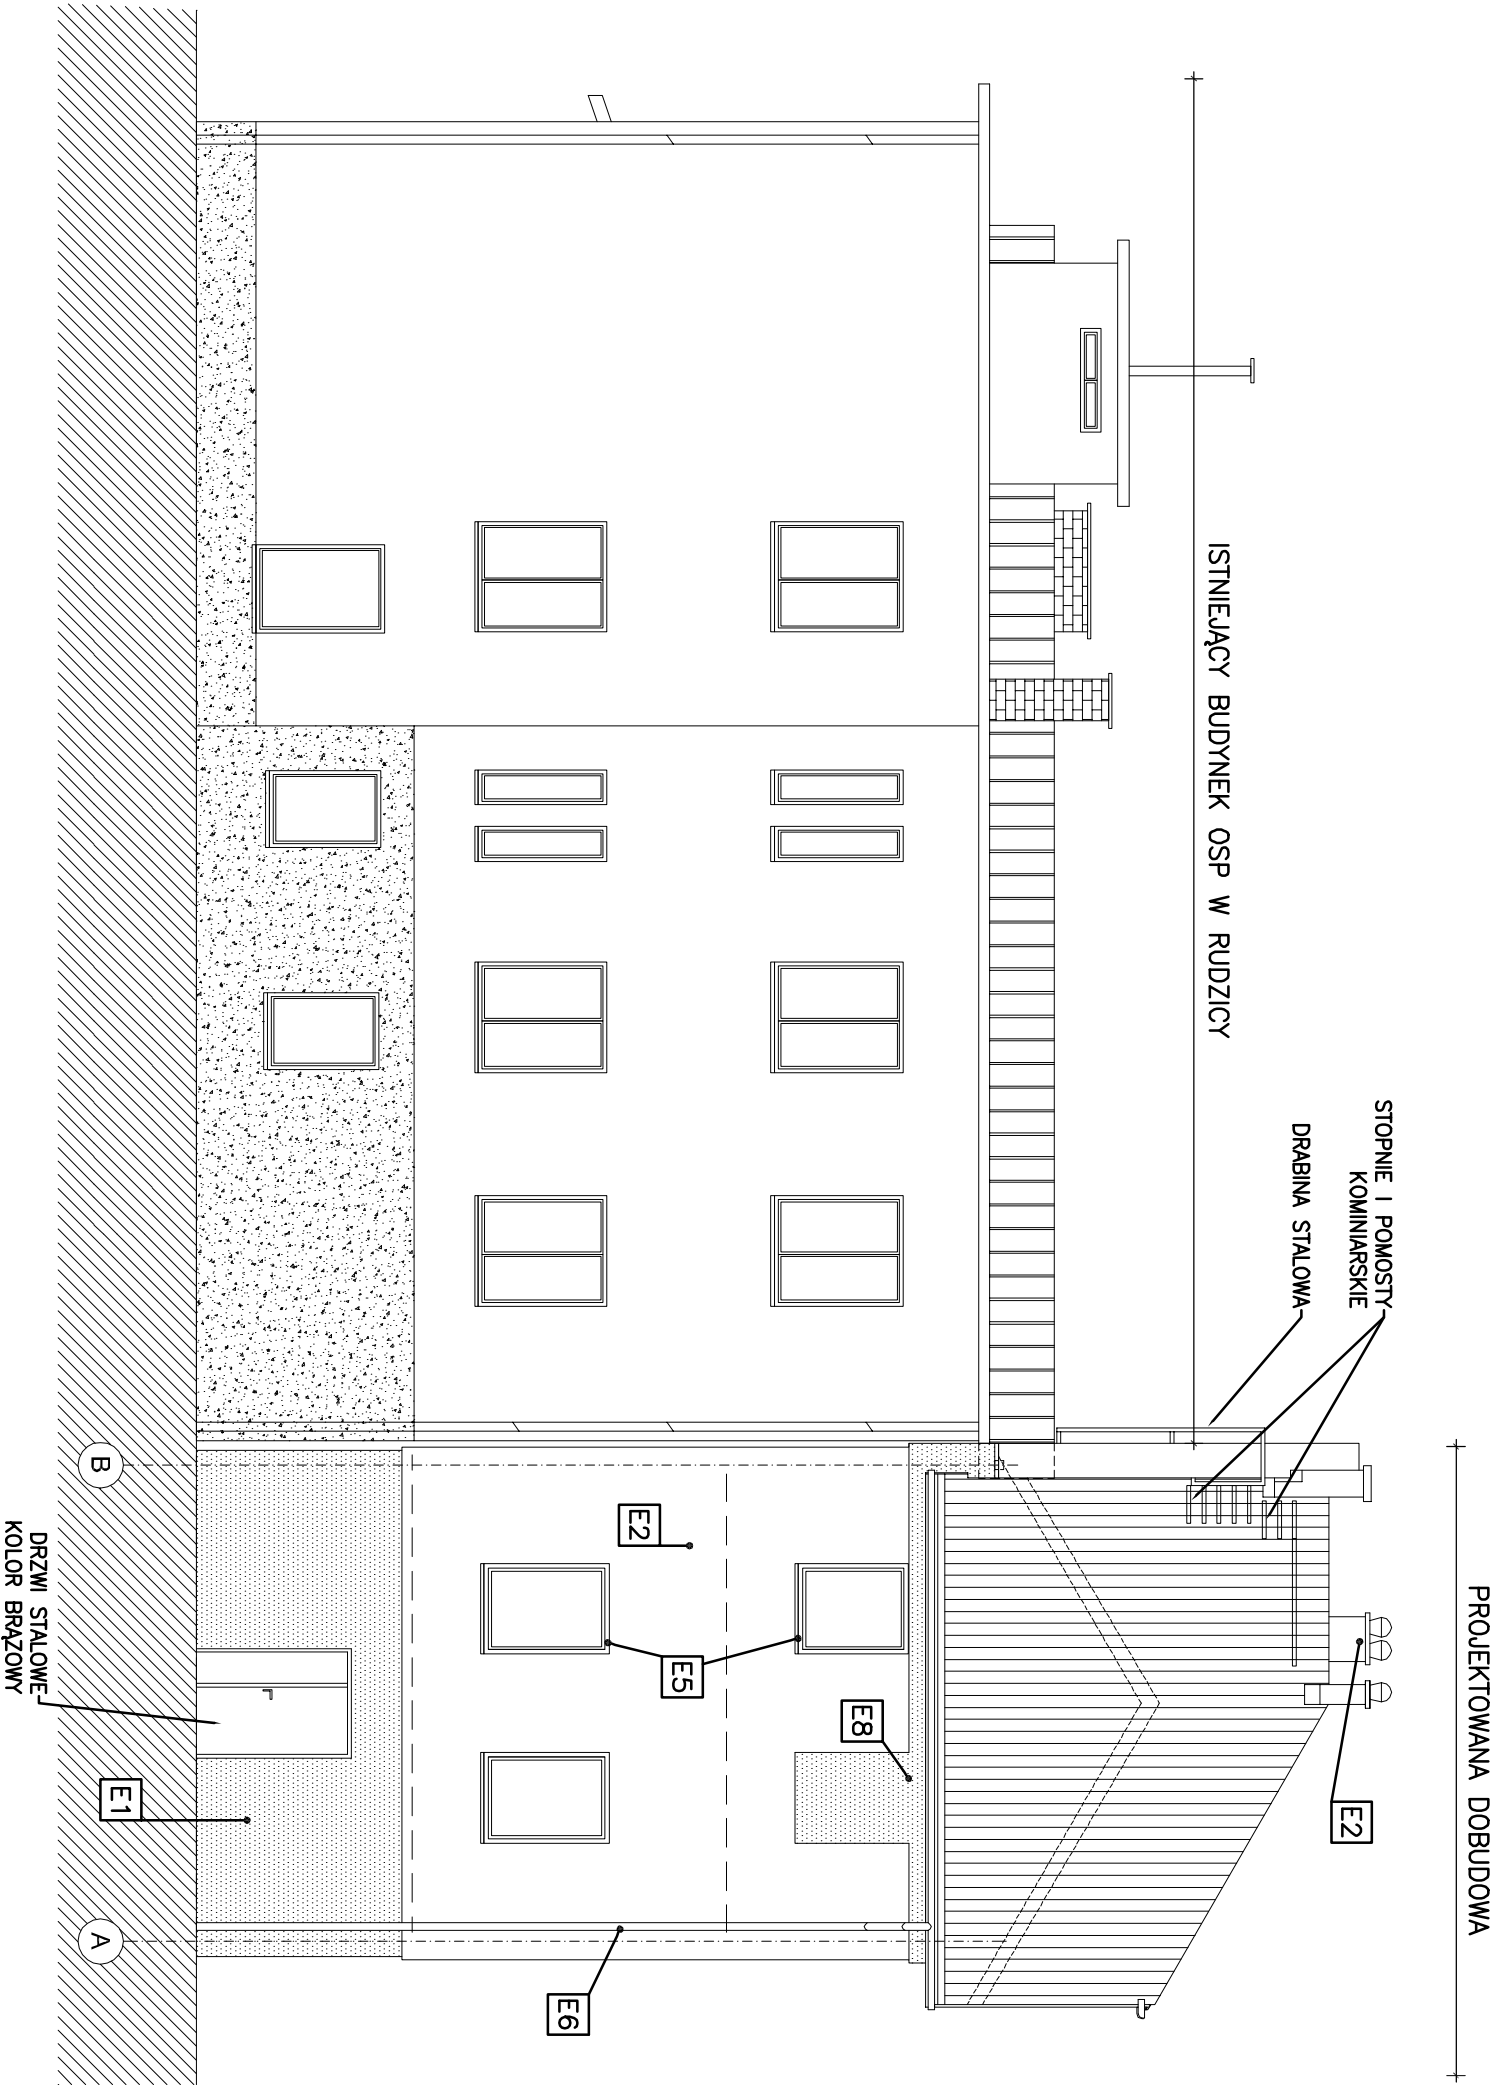 PROJEKTOWANA DOBUDOWA
ISTNIEJĄCY BUDYNEK OSP W RUDZICY
STOPNIE I POMOSTY
KOMINIARSKIE
DRABINA STALOWA
E2
E8
E5
E2
E6
E1
B
A
DRZWI STALOWE
KOLOR BRĄZOWY